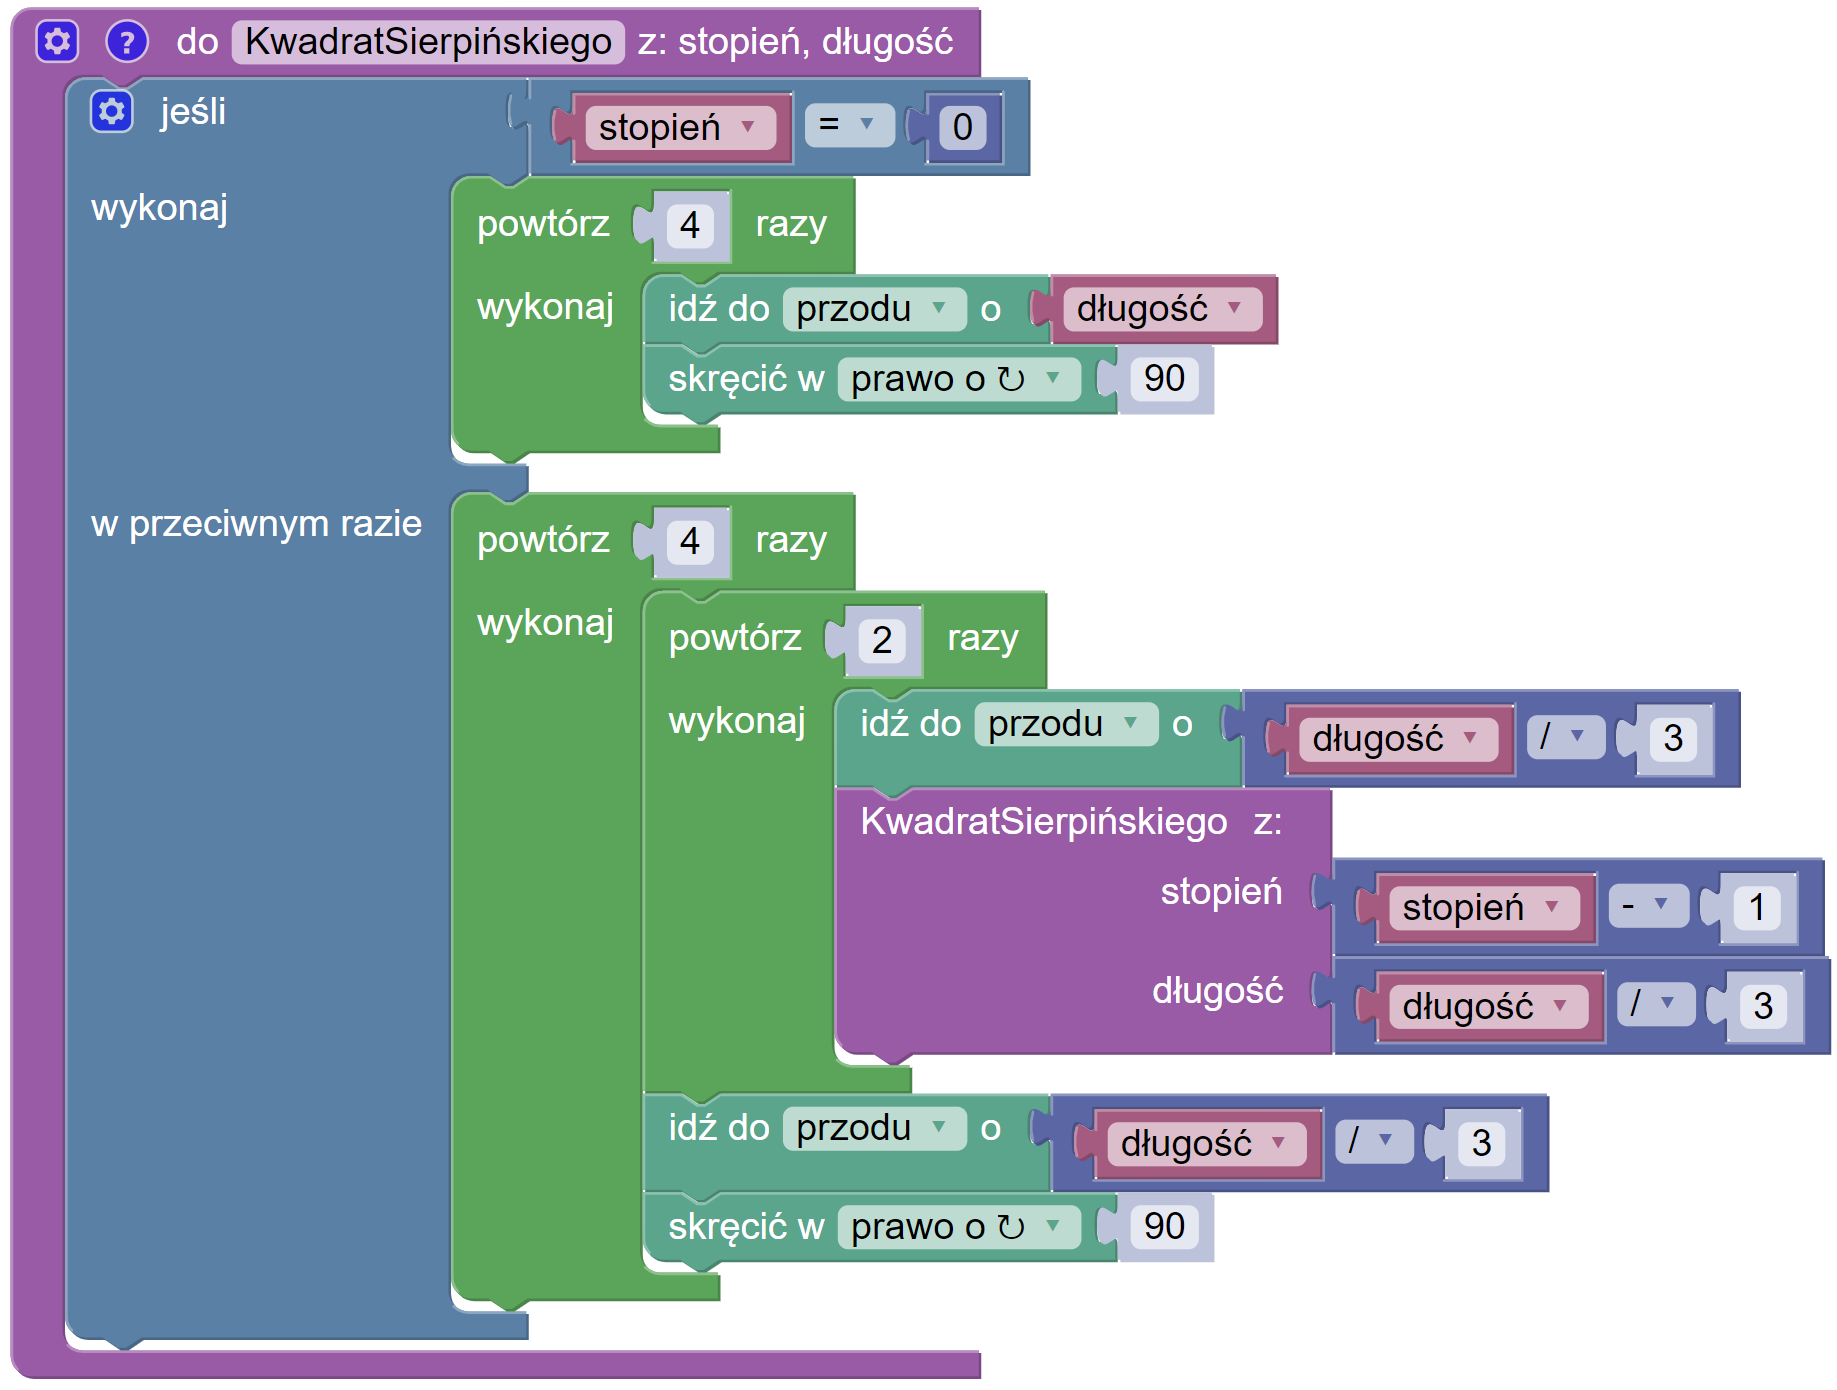 ? do KwadratSierpińskiego z: stopień, długość
jeśli stopień = 0
wykonaj powtórz 4 razy
wykonaj idź do przodu o długość
skręcić w prawo o ↻ 90
w przeciwnym razie powtórz 4 razy
wykonaj powtórz 2 razy
wykonaj idź do przodu o długość / 3
KwadratSierpińskiego z:
stopień stopień - 1
długość długość / 3
idź do przodu o długość / 3
skręcić w prawo o ↻ 90